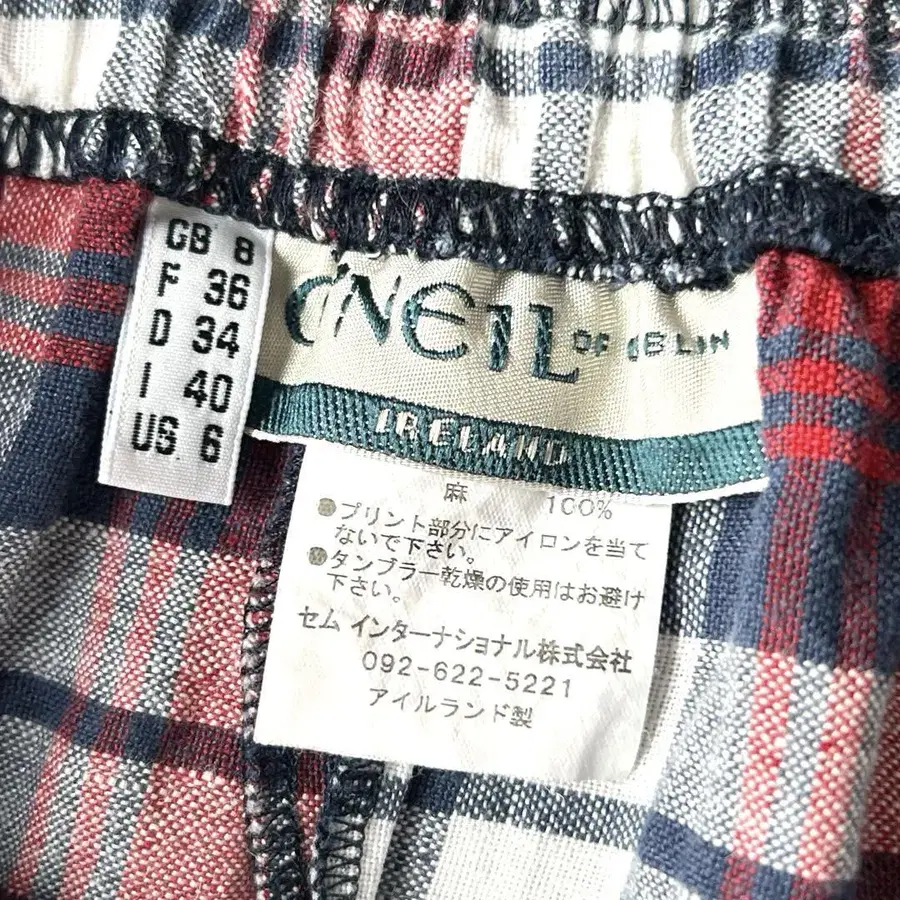 GB 8
F 36
D 34
I 40
US 6
O'NEIL OF DUBLIN
IRELAND
麻 100%
●プリント部分にアイロンを当て
ないで下さい。
●タンブラー乾燥の使用はお避け
下さい。
セム インターナショナル株式会社
092-622-5221
アイルランド製